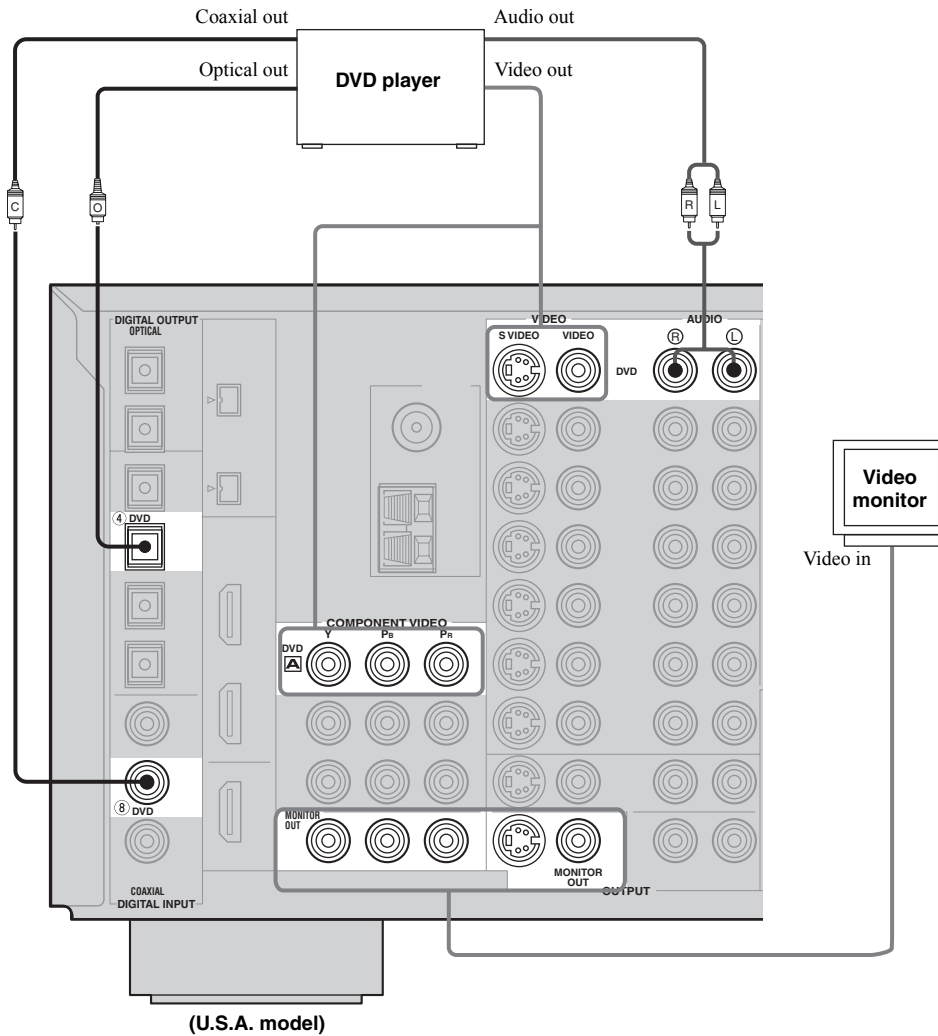 Coaxial out
Audio out
Optical out
DVD player
Video out
C
O
R
L
DIGITAL OUTPUT
OPTICAL
VIDEO
AUDIO
S VIDEO
VIDEO
R
L
DVD
④ DVD
Video
monitor
Video in
COMPONENT VIDEO
Y
PB
PR
DVD
A
⑧ DVD
MONITOR
OUT
MONITOR
OUT
COAXIAL
DIGITAL INPUT
OUTPUT
(U.S.A. model)